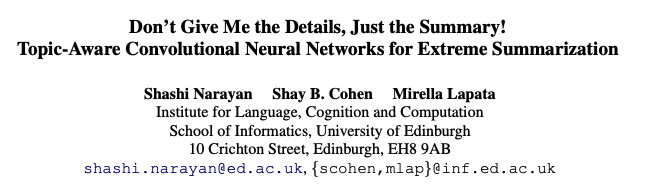 Don’t Give Me the Details, Just the Summary!
Topic-Aware Convolutional Neural Networks for Extreme Summarization
Shashi Narayan Shay B. Cohen Mirella Lapata
Institute for Language, Cognition and Computation
School of Informatics, University of Edinburgh
10 Crichton Street, Edinburgh, EH8 9AB
shashi.narayan@ed.ac.uk, {scohen,mlap}@inf.ed.ac.uk